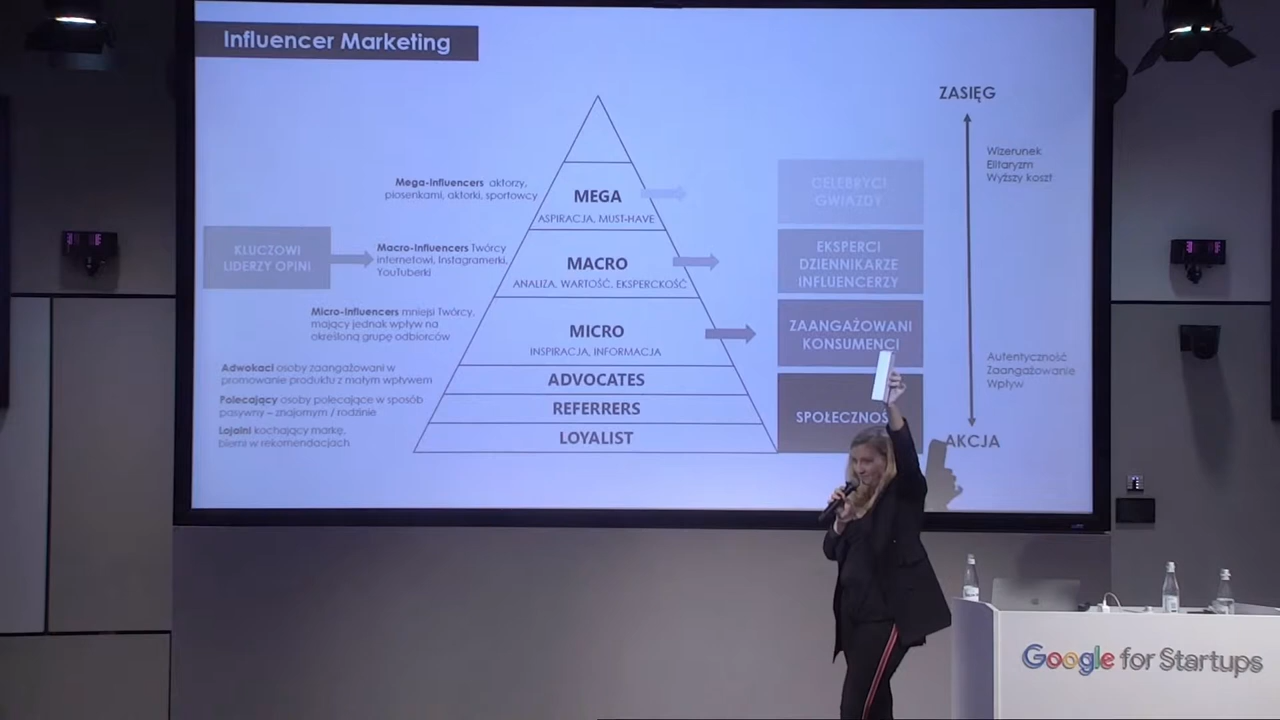 Influencer Marketing
ZASIĘG
Wizerunek
Elitaryzm
Wyższy koszt
Mega-Influencers aktorzy,
piosenkami, aktorki, sportowcy
MEGA
ASPIRACJA, MUST-HAVE
CELEBRYCI
GWIAZDY
KLUCZOWI
LIDERZY OPINI
Macro-Influencers Twórcy
internetowi, Instagramerki,
YouTuberki
MACRO
ANALIZA, WARTOŚĆ, EKSPERCKOŚĆ
EKSPERCI
DZIENNIKARZE
INFLUENCERZY
Micro-Influencers mniejsi Twórcy,
mający jednak wpływ na
określoną grupę odbiorców
MICRO
INSPIRACJA, INFORMACJA
ZAANGAŻOWANI
KONSUMENCI
Autentyczność
Zaangażowanie
Wpływ
Adwokaci osoby zaangażowani w
promowanie produktu z małym wpływem
ADVOCATES
Polecający osoby polecające w sposób
pasywny – znajomym / rodzinie
REFERRERS
SPOŁECZNOŚ
Lojalni kochający markę,
bierni w rekomendacjach
LOYALIST
AKCJA
Google for Startups